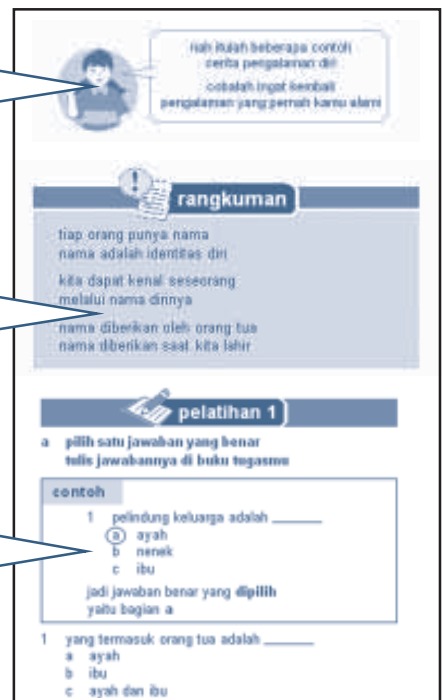 nah itulah beberapa contoh
cerita pengalaman diri
cobalah ingat kembali
pengalaman yang pernah kamu alami
rangkuman
tiap orang punya nama
nama adalah identitas diri
kita dapat kenal seseorang
melalui nama dirinya
nama diberikan oleh orang tua
nama diberikan saat kita lahir
pelatihan 1
a pilih satu jawaban yang benar
tulis jawabannya di buku tugasmu
contoh
1 pelindung keluarga adalah ______
a ayah
b nenek
c ibu
jadi jawaban benar yang dipilih
yaitu bagian a
1 yang termasuk orang tua adalah ______
a ayah
b ibu
c ayah dan ibu